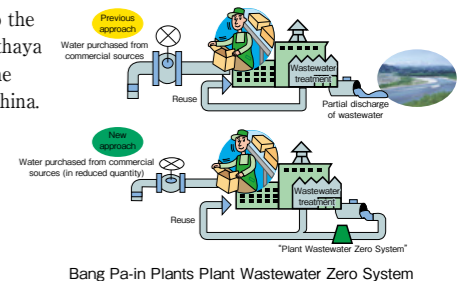 o the
thaya
ne
hina.
Previous
approach
Water purchased from
commercial sources
Wastewater
treatment
Reuse
Partial discharge
of wastewater
New
approach
Water purchased from commercial
sources (in reduced quantity)
Wastewater
treatment
Reuse
"Plant Wastewater Zero System"
Bang Pa-in Plants Plant Wastewater Zero System